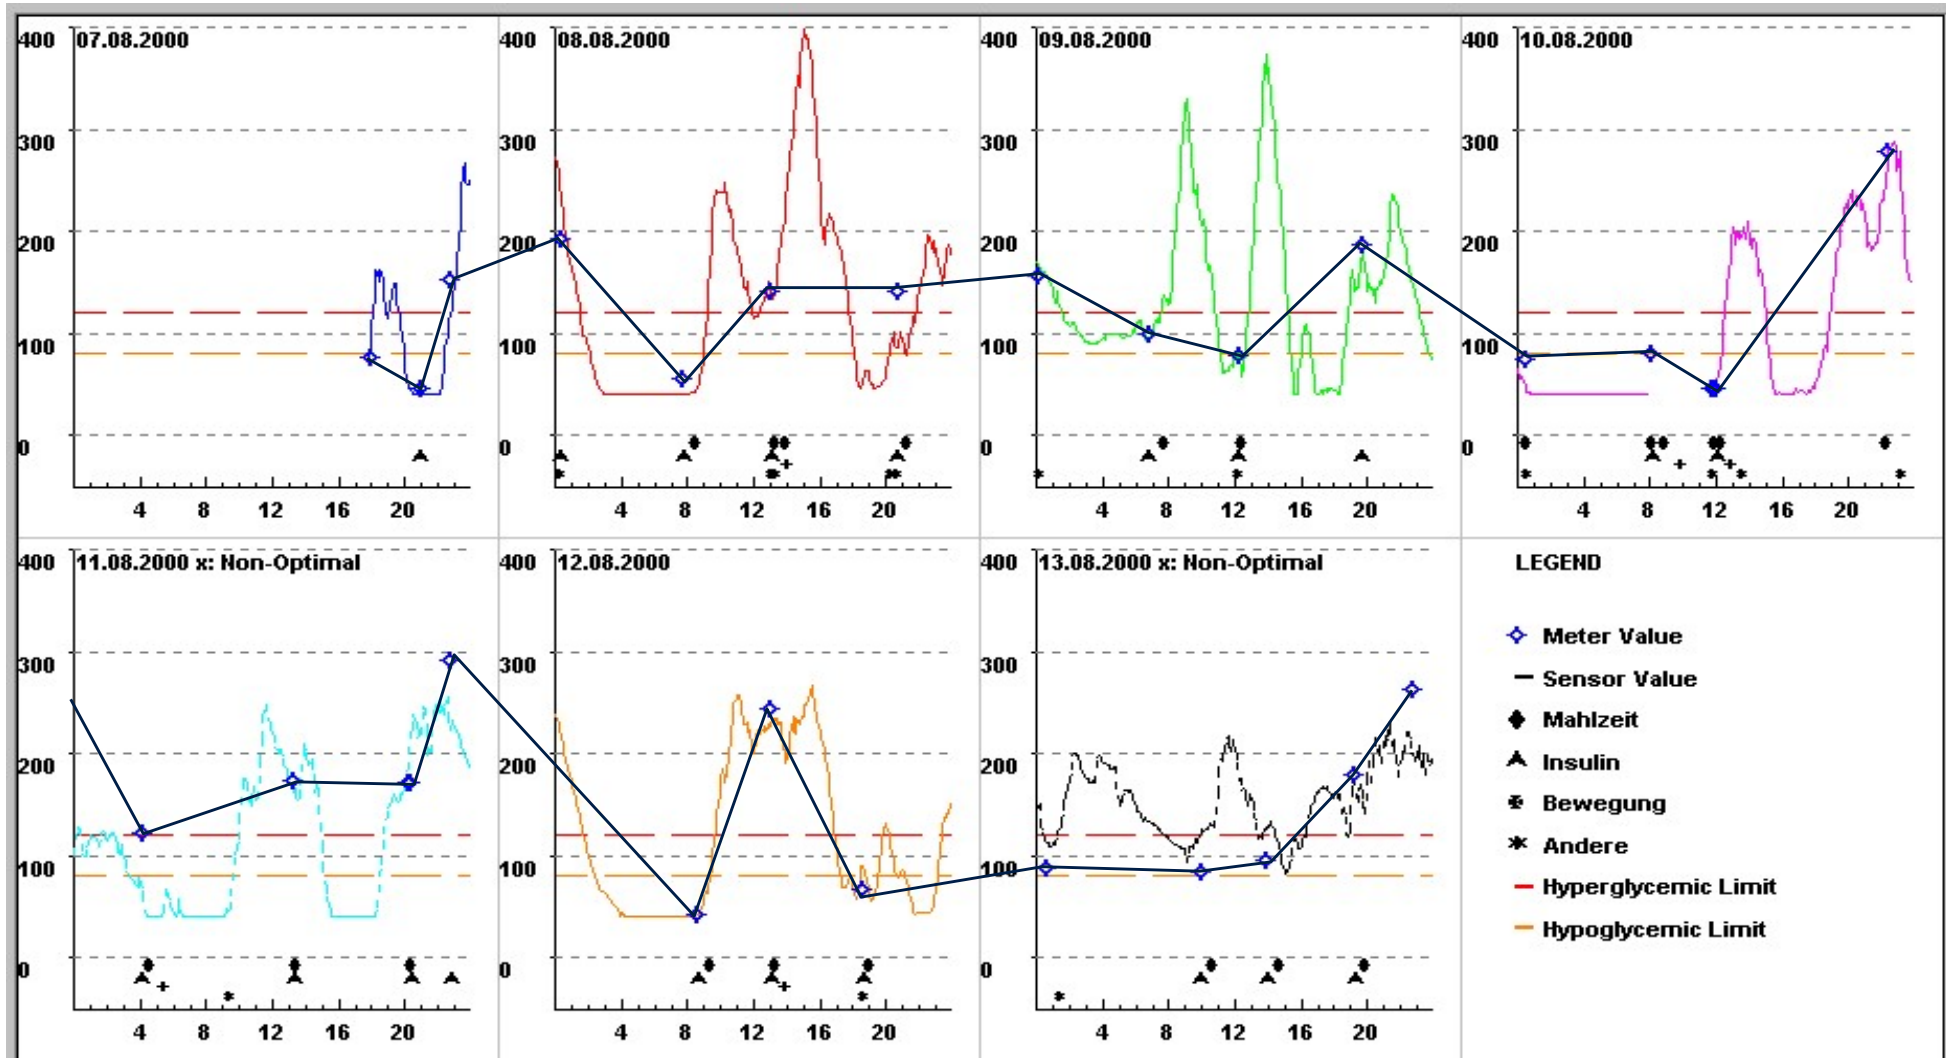 07.08.2000
400
300
200
100
0
4 8 12 16 20
08.08.2000
400
300
200
100
0
4 8 12 16 20
09.08.2000
400
300
200
100
0
4 8 12 16 20
10.08.2000
400
300
200
100
0
4 8 12 16 20
11.08.2000 x: Non-Optimal
400
300
200
100
0
4 8 12 16 20
12.08.2000
400
300
200
100
0
4 8 12 16 20
13.08.2000 x: Non-Optimal
400
300
200
100
0
4 8 12 16 20
LEGEND
Meter Value
Sensor Value
Mahlzeit
Insulin
Bewegung
Andere
Hyperglycemic Limit
Hypoglycemic Limit